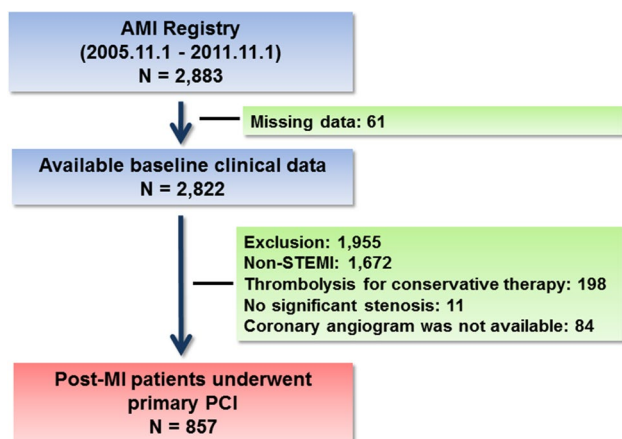 AMI Registry
(2005.11.1 - 2011.11.1)
N = 2,883
Missing data: 61
Available baseline clinical data
N = 2,822
Exclusion: 1,955
Non-STEMI: 1,672
Thrombolysis for conservative therapy: 198
No significant stenosis: 11
Coronary angiogram was not available: 84
Post-MI patients underwent
primary PCI
N = 857